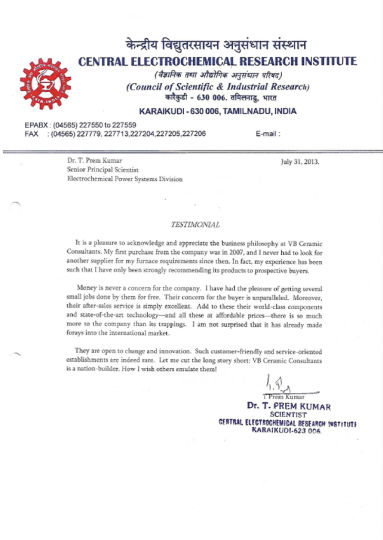 केन्द्रीय विद्युतरसायन अनुसंधान संस्थान
CENTRAL ELECTROCHEMICAL RESEARCH INSTITUTE
(वैज्ञानिक तथा औद्योगिक अनुसंधान परिषद)
(Council of Scientific & Industrial Research)
कारैकुडी - 630 006. तमिलनाडु, भारत
KARAIKUDI - 630 006, TAMILNADU, INDIA
EPABX : (04565) 227550 to 227559
FAX : (04565) 227779, 227713,227204,227205,227206 E-mail :
Dr. T. Prem Kumar July 31, 2013.
Senior Principal Scientist
Electrochemical Power Systems Division
TESTIMONIAL
It is a pleasure to acknowledge and appreciate the business philosophy at VB Ceramic
Consultants. My first purchase from the company was in 2007, and I never had to look for
another supplier for my furnace requirements since then. In fact, my experience has been
such that I have only been strongly recommending its products to prospective buyers.
Money is never a concern for the company. I have had the pleasure of getting several
small jobs done by them for free. Their concern for the buyer is unparalleled. Moreover,
their after-sales service is simply excellent. Add to these their world-class components
and state-of-the-art technology—and all these at affordable prices—there is so much
more to the company than its trappings. I am not surprised that it has already made
forays into the international market.
They are open to change and innovation. Such customer-friendly and service-oriented
establishments are indeed rare. Let me cut the long story short: VB Ceramic Consultants
is a nation-builder. How I wish others emulate them!
T Prem Kumar
Dr. T. PREM KUMAR
SCIENTIST
CENTRAL ELECTROCHEMICAL RESEARCH INSTITUTE
KARAIKUDI-623 006